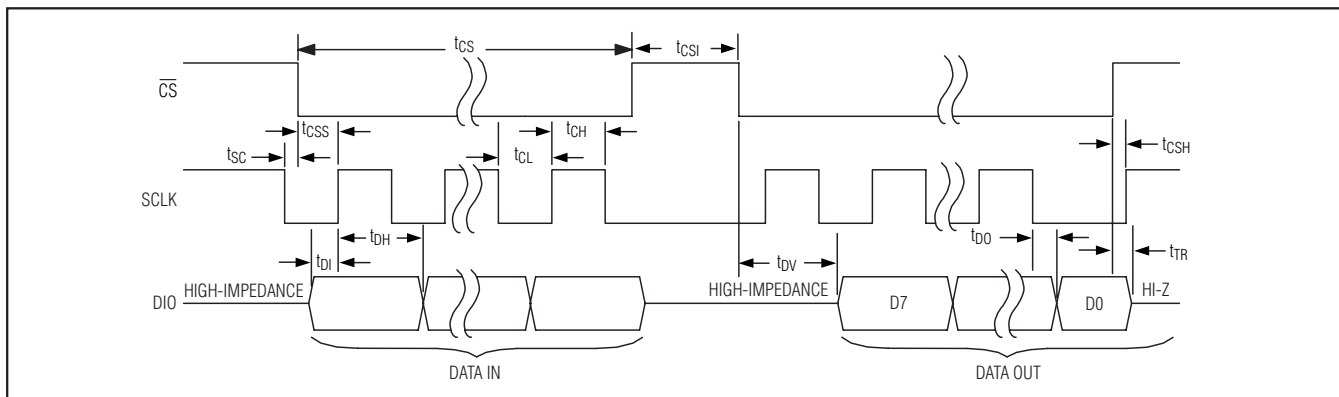 tCS
tCSI
CS
tCSS
tCH
tSC
tCL
tCSH
SCLK
tDH
tDO
tDI
tDV
tTR
DIO
HIGH-IMPEDANCE
HIGH-IMPEDANCE
D7
D0
HI-Z
DATA IN
DATA OUT